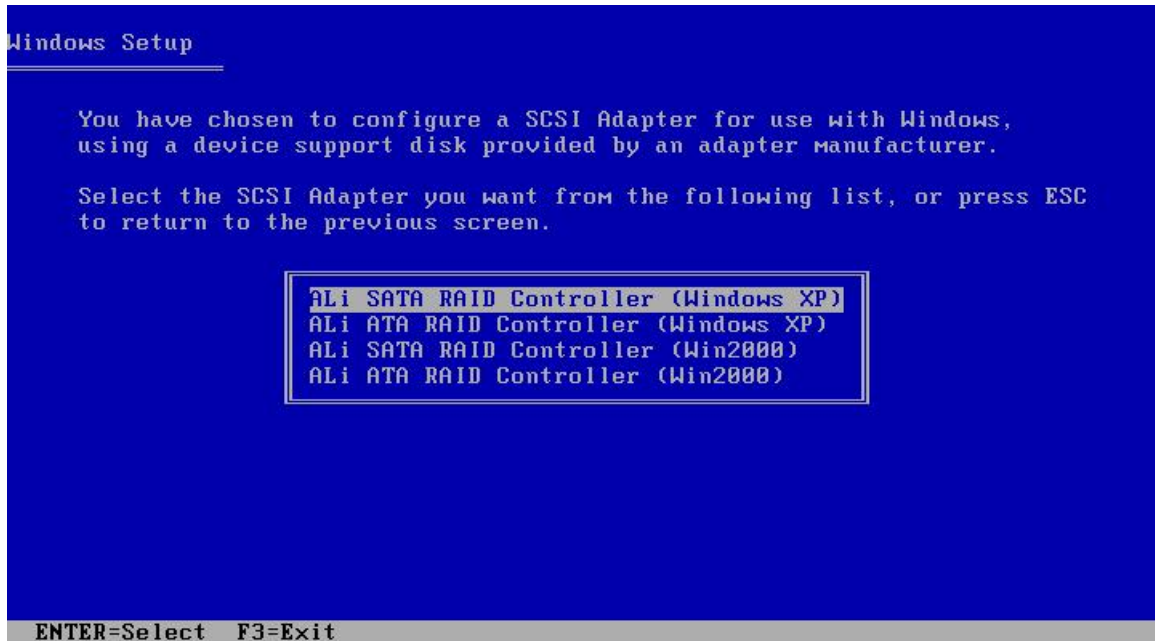 Windows Setup
You have chosen to configure a SCSI Adapter for use with Windows,
using a device support disk provided by an adapter manufacturer.
Select the SCSI Adapter you want from the following list, or press ESC
to return to the previous screen.
ALi SATA RAID Controller (Windows XP)
ALi ATA RAID Controller (Windows XP)
ALi SATA RAID Controller (Win2000)
ALi ATA RAID Controller (Win2000)
ENTER=Select F3=Exit